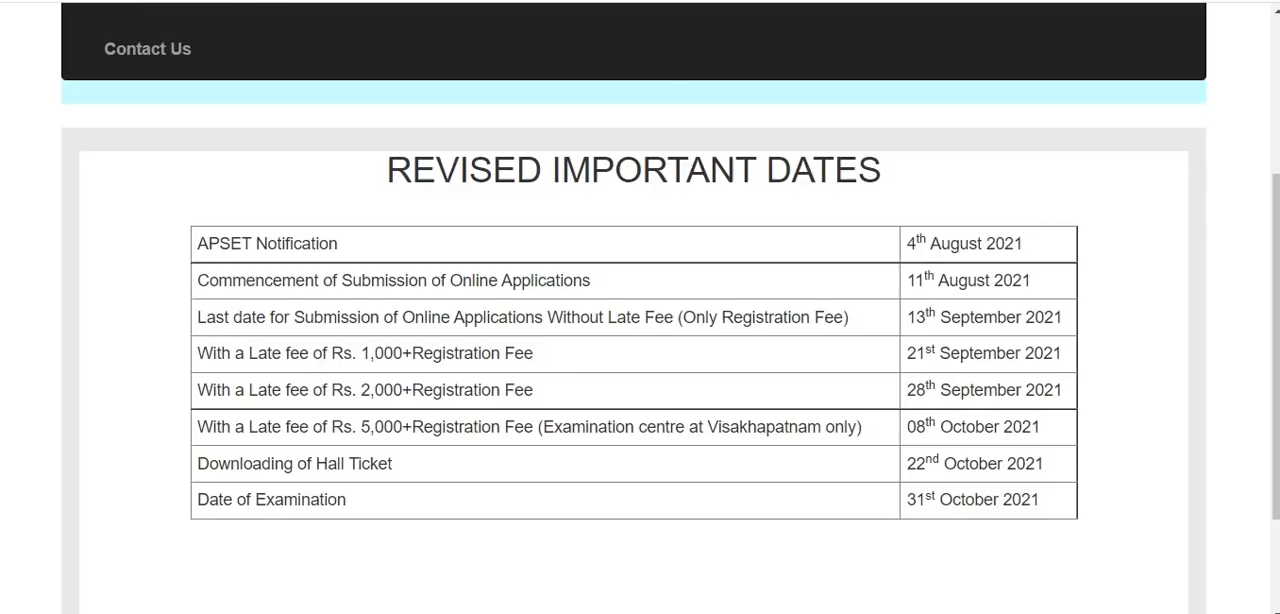 Contact Us
REVISED IMPORTANT DATES
APSET Notification 4th August 2021
Commencement of Submission of Online Applications 11th August 2021
Last date for Submission of Online Applications Without Late Fee (Only Registration Fee) 13th September 2021
With a Late fee of Rs. 1,000+Registration Fee 21st September 2021
With a Late fee of Rs. 2,000+Registration Fee 28th September 2021
With a Late fee of Rs. 5,000+Registration Fee (Examination centre at Visakhapatnam only) 08th October 2021
Downloading of Hall Ticket 22nd October 2021
Date of Examination 31st October 2021